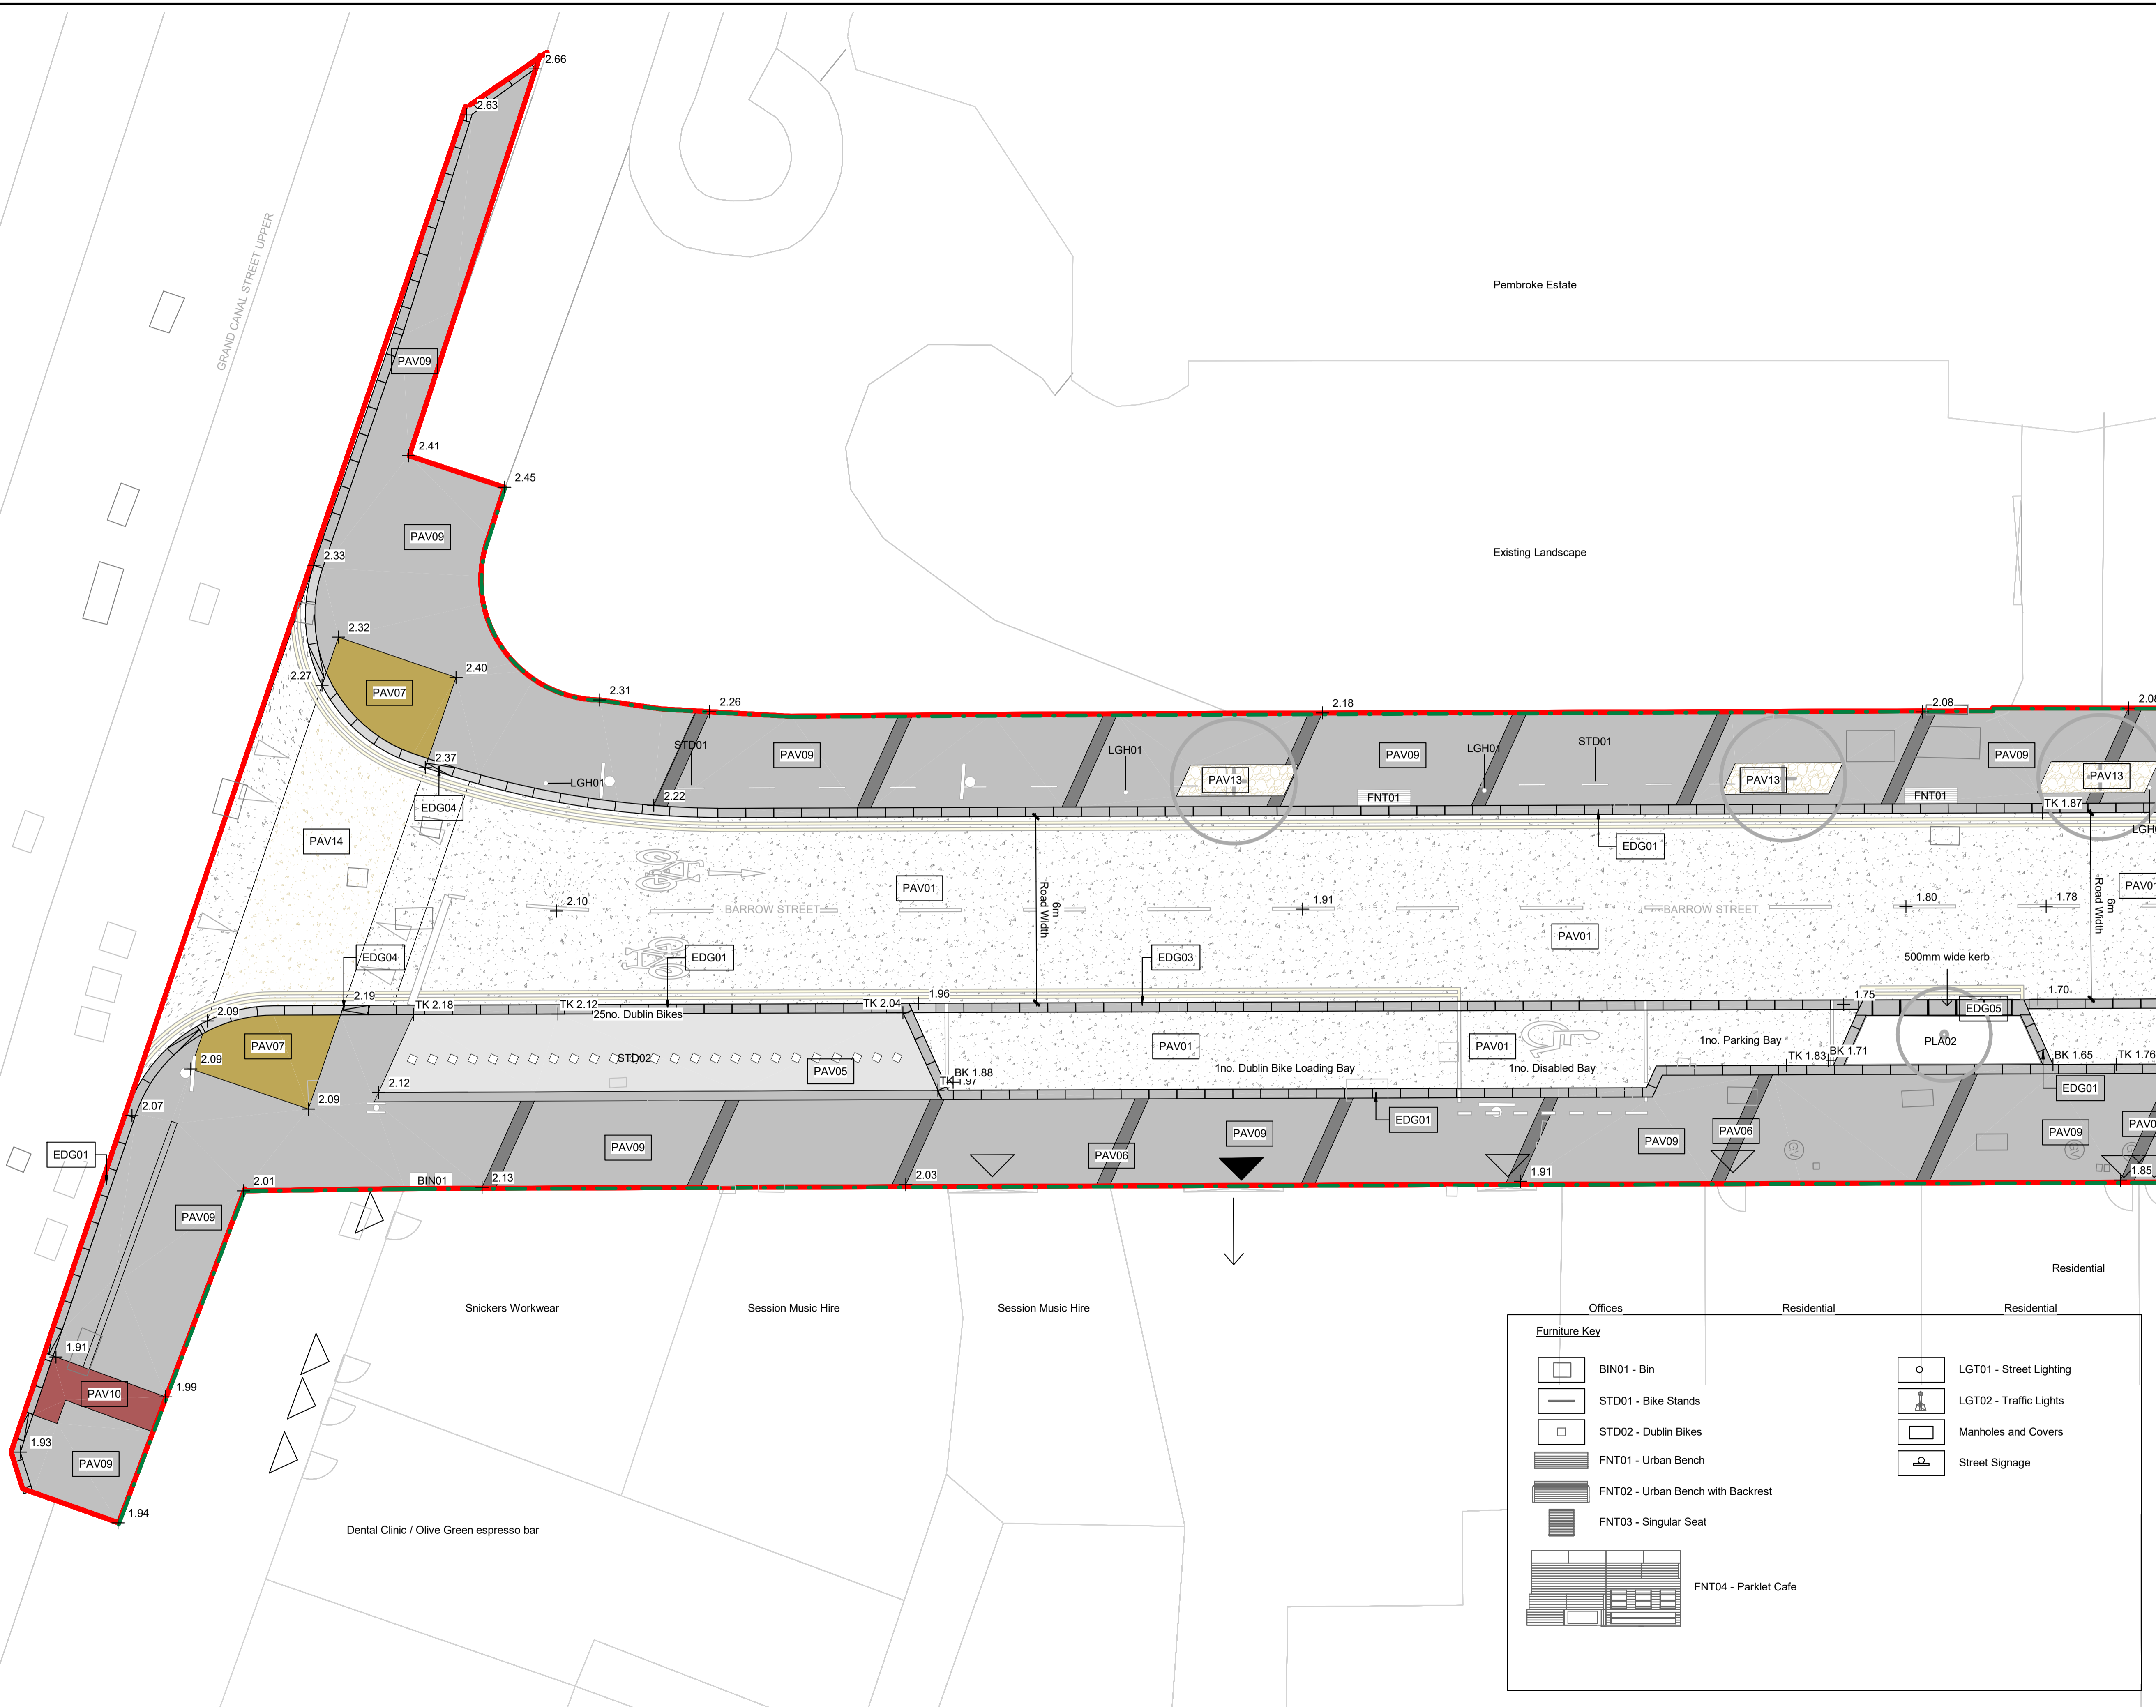 2.66
2.63
GRAND CANAL STREET UPPER
Pembroke Estate
PAV09
2.41
2.45
PAV09
Existing Landscape
2.33
2.32
2.40
2.27
PAV07
2.31
2.26
2.18
2.08
2.08
2.37
STD01
PAV09
LGH01
PAV13
PAV09
LGH01
STD01
PAV13
PAV09
PAV13
LGH01
2.22
FNT01
FNT01
TK 1.87
EDG04
PAV14
EDG01
PAV01
6m
Road Width
6m
Road Width
2.10
BARROW STREET
1.91
BARROW STREET
1.80
1.78
PAV01
EDG04
EDG01
EDG03
500mm wide kerb
2.19
TK 2.18
TK 2.12
TK 2.04
1.96
1.75
1.70
2.09
25no. Dublin Bikes
EDG05
PAV07
PAV01
PAV01
1no. Parking Bay
PLA02
2.09
STD02
PAV05
BK 1.88
TK 1.97
1no. Dublin Bike Loading Bay
1no. Disabled Bay
TK 1.83
BK 1.71
BK 1.65
TK 1.76
2.12
EDG01
2.07
2.09
EDG01
PAV09
PAV06
PAV09
PAV09
PAV06
PAV09
EDG01
2.01
BIN01
2.13
2.03
1.91
1.85
PAV09
Residential
Snickers Workwear
Session Music Hire
Session Music Hire
Offices
Residential
Residential
1.91
PAV10
1.99
1.93
PAV09
1.94
Dental Clinic / Olive Green espresso bar
Furniture Key
BIN01 - Bin
STD01 - Bike Stands
STD02 - Dublin Bikes
FNT01 - Urban Bench
FNT02 - Urban Bench with Backrest
FNT03 - Singular Seat
FNT04 - Parklet Cafe
LGT01 - Street Lighting
LGT02 - Traffic Lights
Manholes and Covers
Street Signage